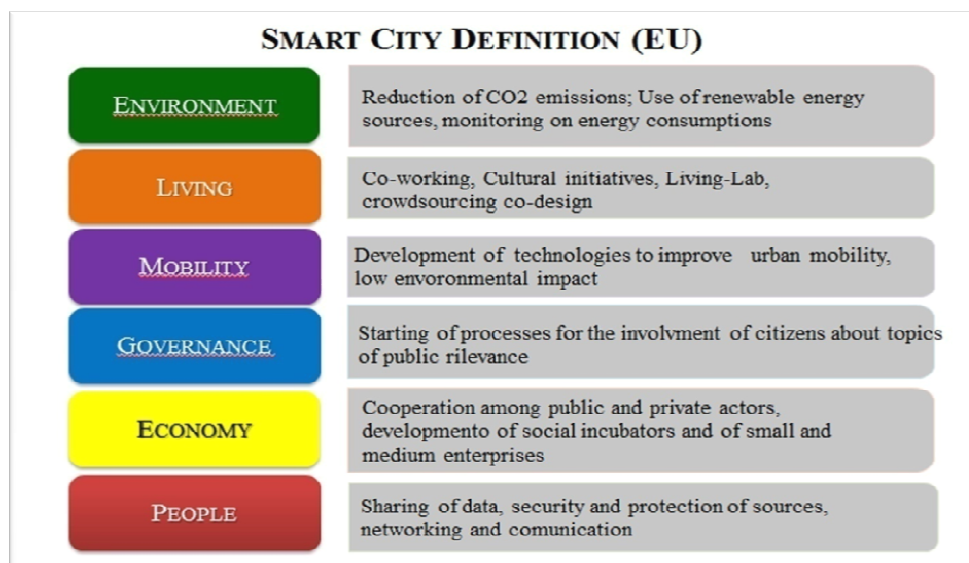 SMART CITY DEFINITION (EU)
ENVIRONMENT
Reduction of CO2 emissions; Use of renewable energy
sources, monitoring on energy consumptions
LIVING
Co-working, Cultural initiatives, Living-Lab,
crowdsourcing co-design
MOBILITY
Development of technologies to improve urban mobility,
low envoronmental impact
GOVERNANCE
Starting of processes for the involvment of citizens about topics
of public rilevance
ECONOMY
Cooperation among public and private actors,
developmento of social incubators and of small and
medium enterprises
PEOPLE
Sharing of data, security and protection of sources,
networking and comunication